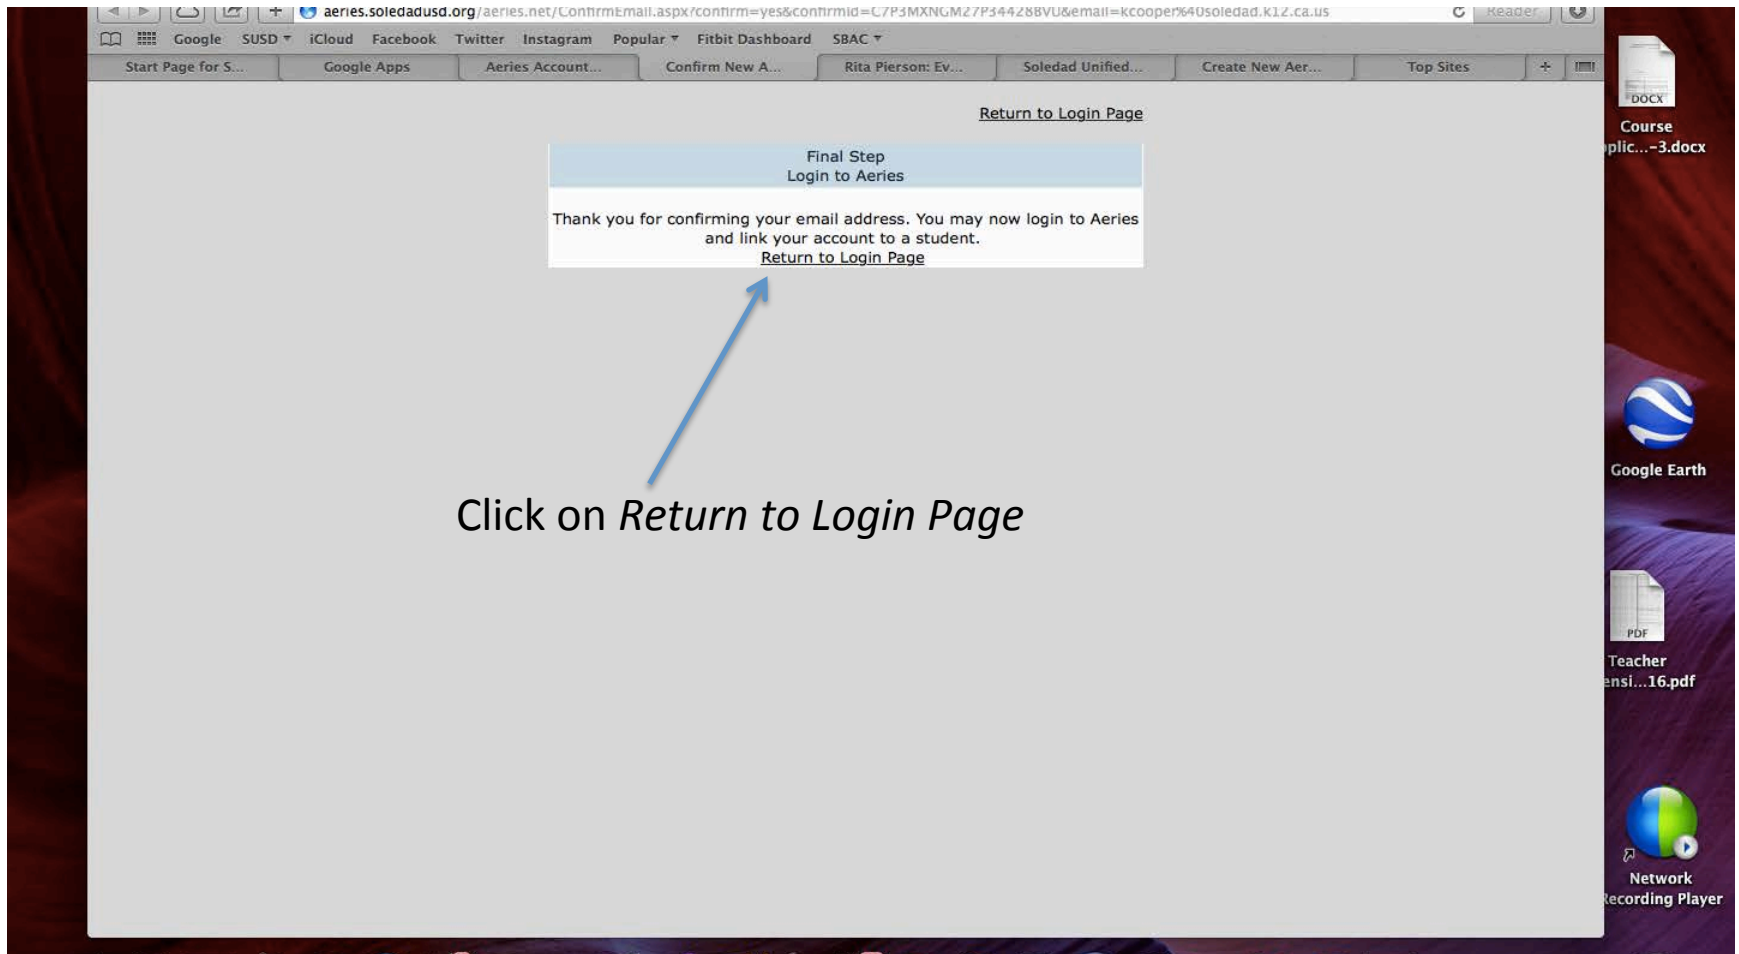 aeries.soledadusd.org/aeries.net/ConfirmEmail.aspx?confirm=yes&confirmid=C7P3MXNGM27P34428BVU&email=kcooper%40soledad.k12.ca.us Reader
Google SUSD iCloud Facebook Twitter Instagram Popular Fitbit Dashboard SBAC
Start Page for S... Google Apps Aeries Account... Confirm New A... Rita Pierson: Ev... Soledad Unified... Create New Aer... Top Sites +
Return to Login Page
DOCX
Course
plic...-3.docx
Final Step
Login to Aeries
Thank you for confirming your email address. You may now login to Aeries
and link your account to a student.
Return to Login Page
Google Earth
Click on Return to Login Page
PDF
Teacher
ensi...16.pdf
Network
Recording Player